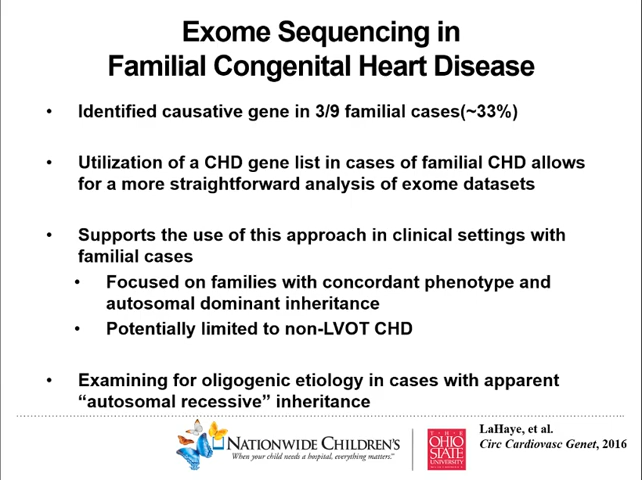 Exome Sequencing in
Familial Congenital Heart Disease
• Identified causative gene in 3/9 familial cases(~33%)
• Utilization of a CHD gene list in cases of familial CHD allows
for a more straightforward analysis of exome datasets
• Supports the use of this approach in clinical settings with
familial cases
• Focused on families with concordant phenotype and
autosomal dominant inheritance
• Potentially limited to non-LVOT CHD
• Examining for oligogenic etiology in cases with apparent
“autosomal recessive” inheritance
NATIONWIDE CHILDREN'S
When your child needs a hospital, everything matters.
THE
OHIO
STATE
UNIVERSITY
LaHaye, et al.
Circ Cardiovasc Genet, 2016